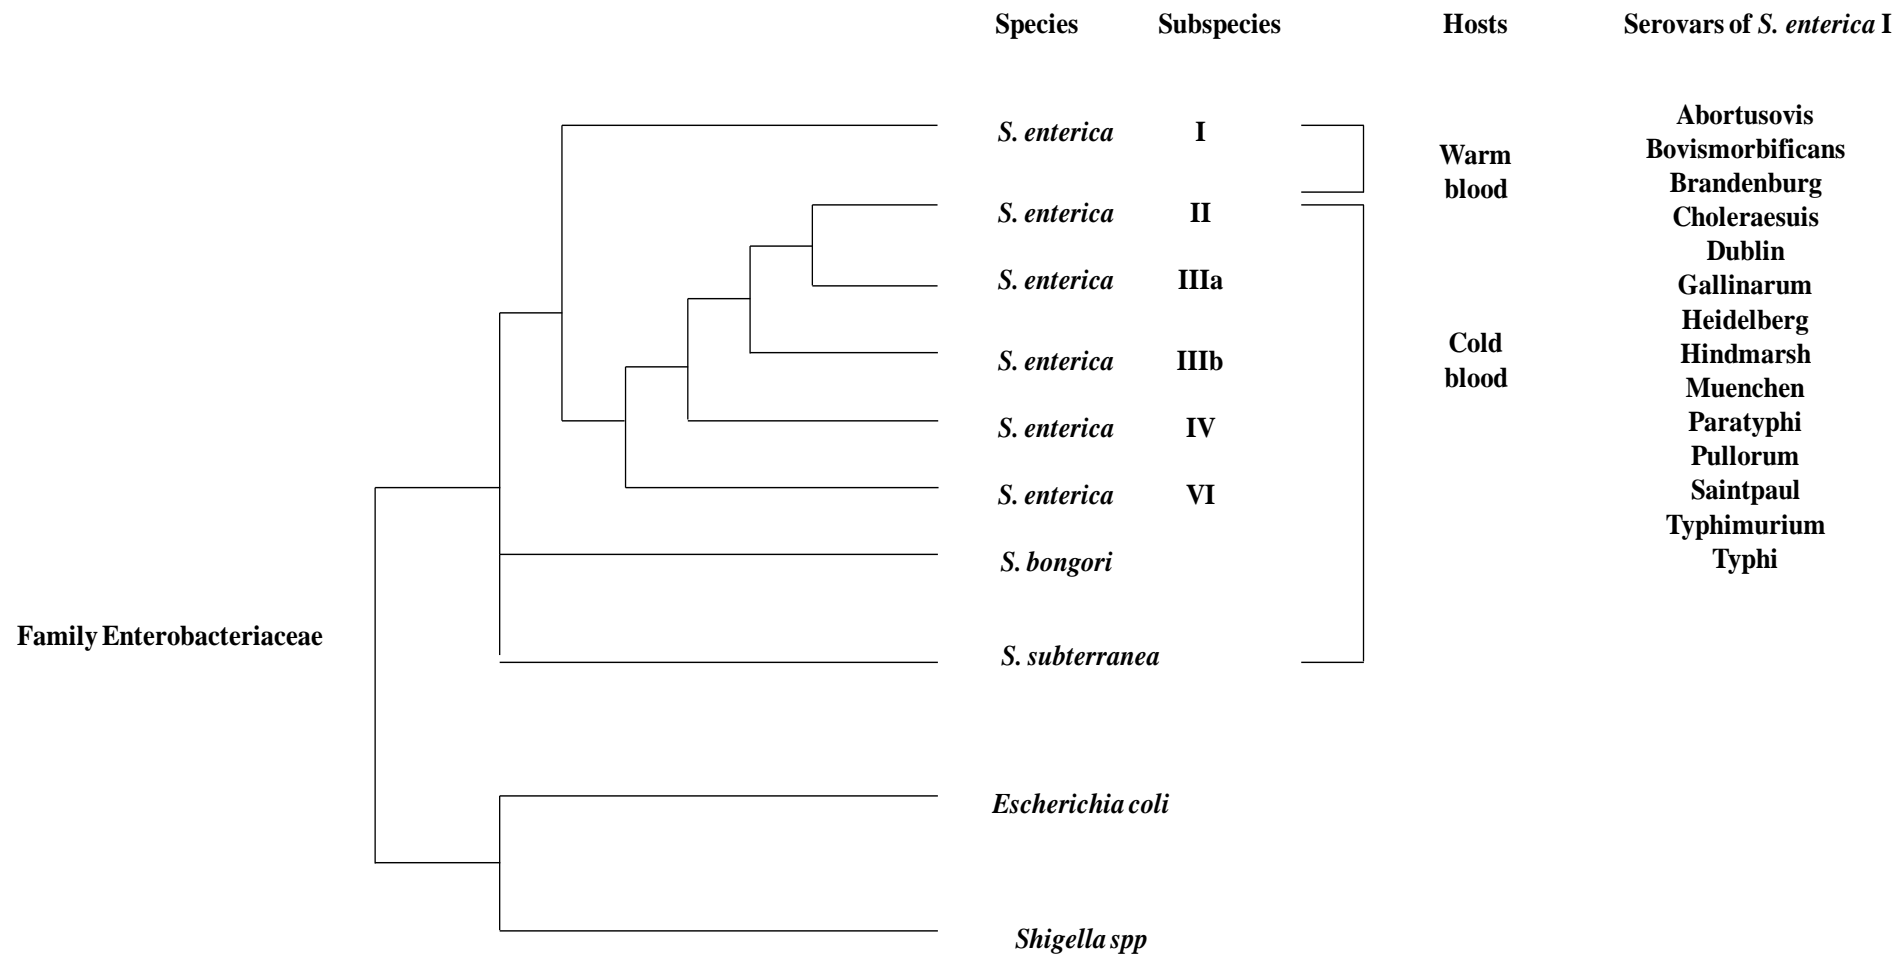 Species Subspecies Hosts Serovars of S. enterica I
S. enterica I
S. enterica II
S. enterica IIIa
S. enterica IIIb
S. enterica IV
S. enterica VI
S. bongori
S. subterranea
Escherichia coli
Shigella spp
Family Enterobacteriaceae
Warm
blood
Cold
blood
Abortusovis
Bovismorbificans
Brandenburg
Choleraesuis
Dublin
Gallinarum
Heidelberg
Hindmarsh
Muenchen
Paratyphi
Pullorum
Saintpaul
Typhimurium
Typhi